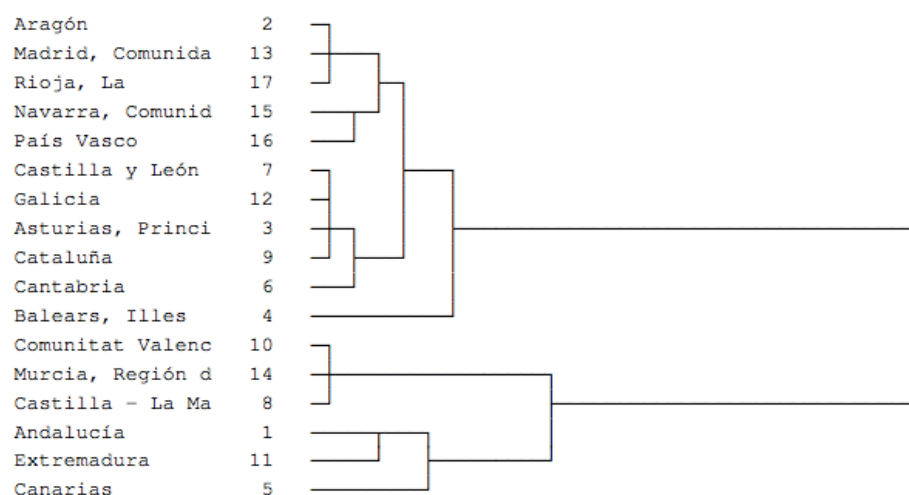 Aragón 2
Madrid, Comunida 13
Rioja, La 17
Navarra, Comunid 15
País Vasco 16
Castilla y León 7
Galicia 12
Asturias, Princi 3
Cataluña 9
Cantabria 6
Balears, Illes 4
Comunitat Valenc 10
Murcia, Región d 14
Castilla - La Ma 8
Andalucía 1
Extremadura 11
Canarias 5